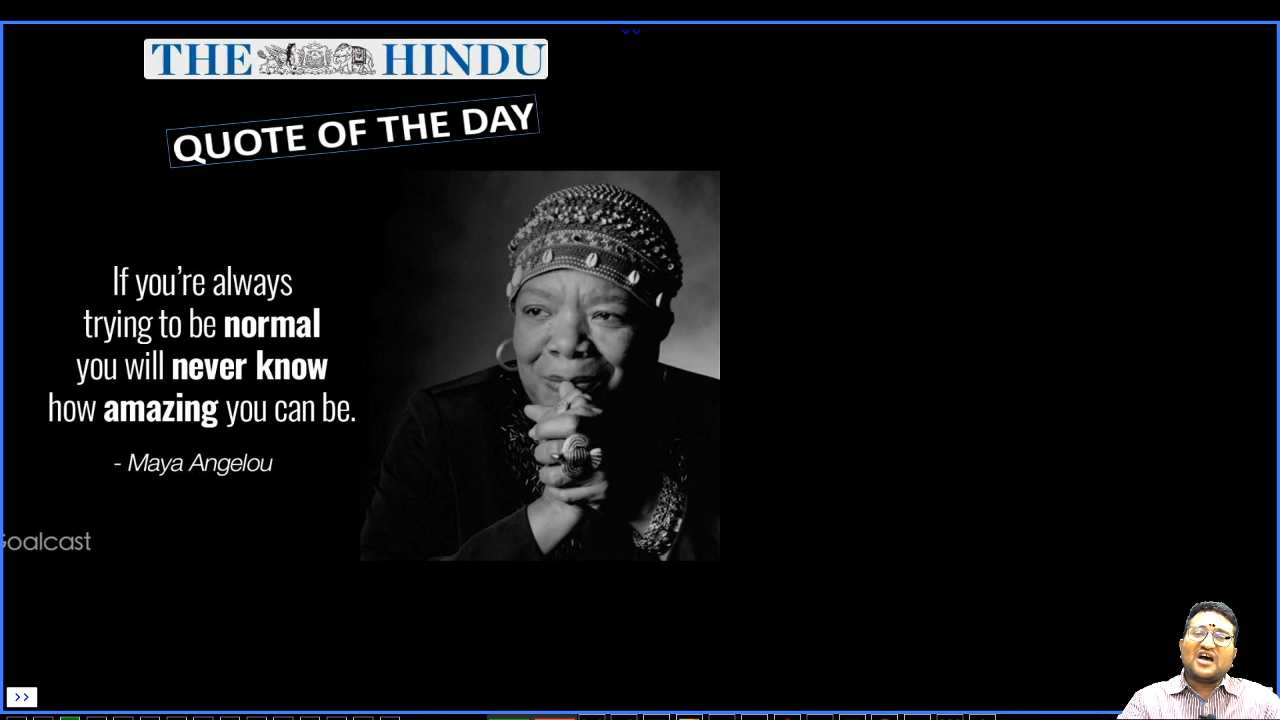 THE HINDU
QUOTE OF THE DAY
If you're always
trying to be normal
you will never know
how amazing you can be.
- Maya Angelou
Goalcast
>>